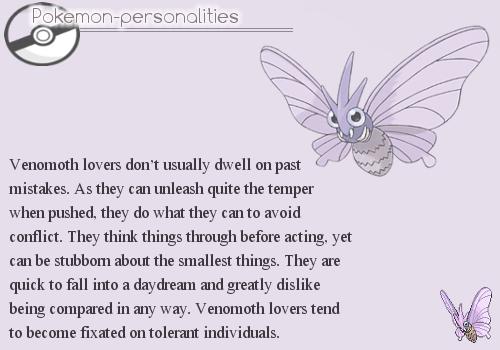 Pokemon-personalities
Venomoth lovers don't usually dwell on past
mistakes. As they can unleash quite the temper
when pushed, they do what they can to avoid
conflict. They think things through before acting, yet
can be stubborn about the smallest things. They are
quick to fall into a daydream and greatly dislike
being compared in any way. Venomoth lovers tend
to become fixated on tolerant individuals.